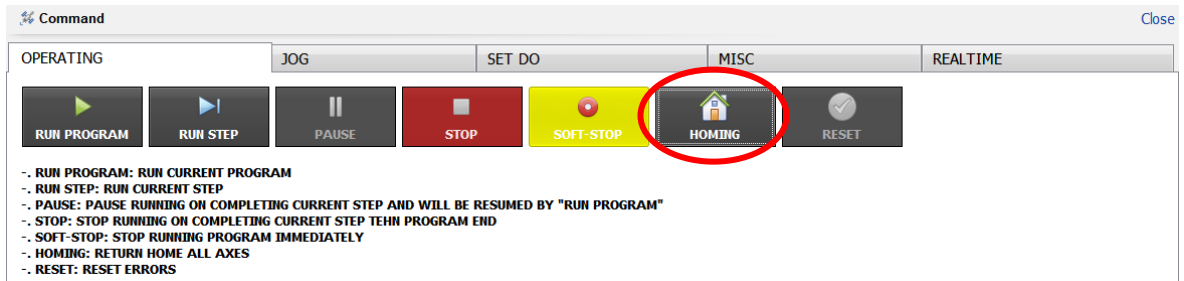 Command Close
OPERATING JOG SET DO MISC REALTIME
RUN PROGRAM RUN STEP PAUSE STOP SOFT-STOP HOMING RESET
-. RUN PROGRAM: RUN CURRENT PROGRAM
-. RUN STEP: RUN CURRENT STEP
-. PAUSE: PAUSE RUNNING ON COMPLETING CURRENT STEP AND WILL BE RESUMED BY "RUN PROGRAM"
-. STOP: STOP RUNNING ON COMPLETING CURRENT STEP TEHN PROGRAM END
-. SOFT-STOP: STOP RUNNING PROGRAM IMMEDIATELY
-. HOMING: RETURN HOME ALL AXES
-. RESET: RESET ERRORS